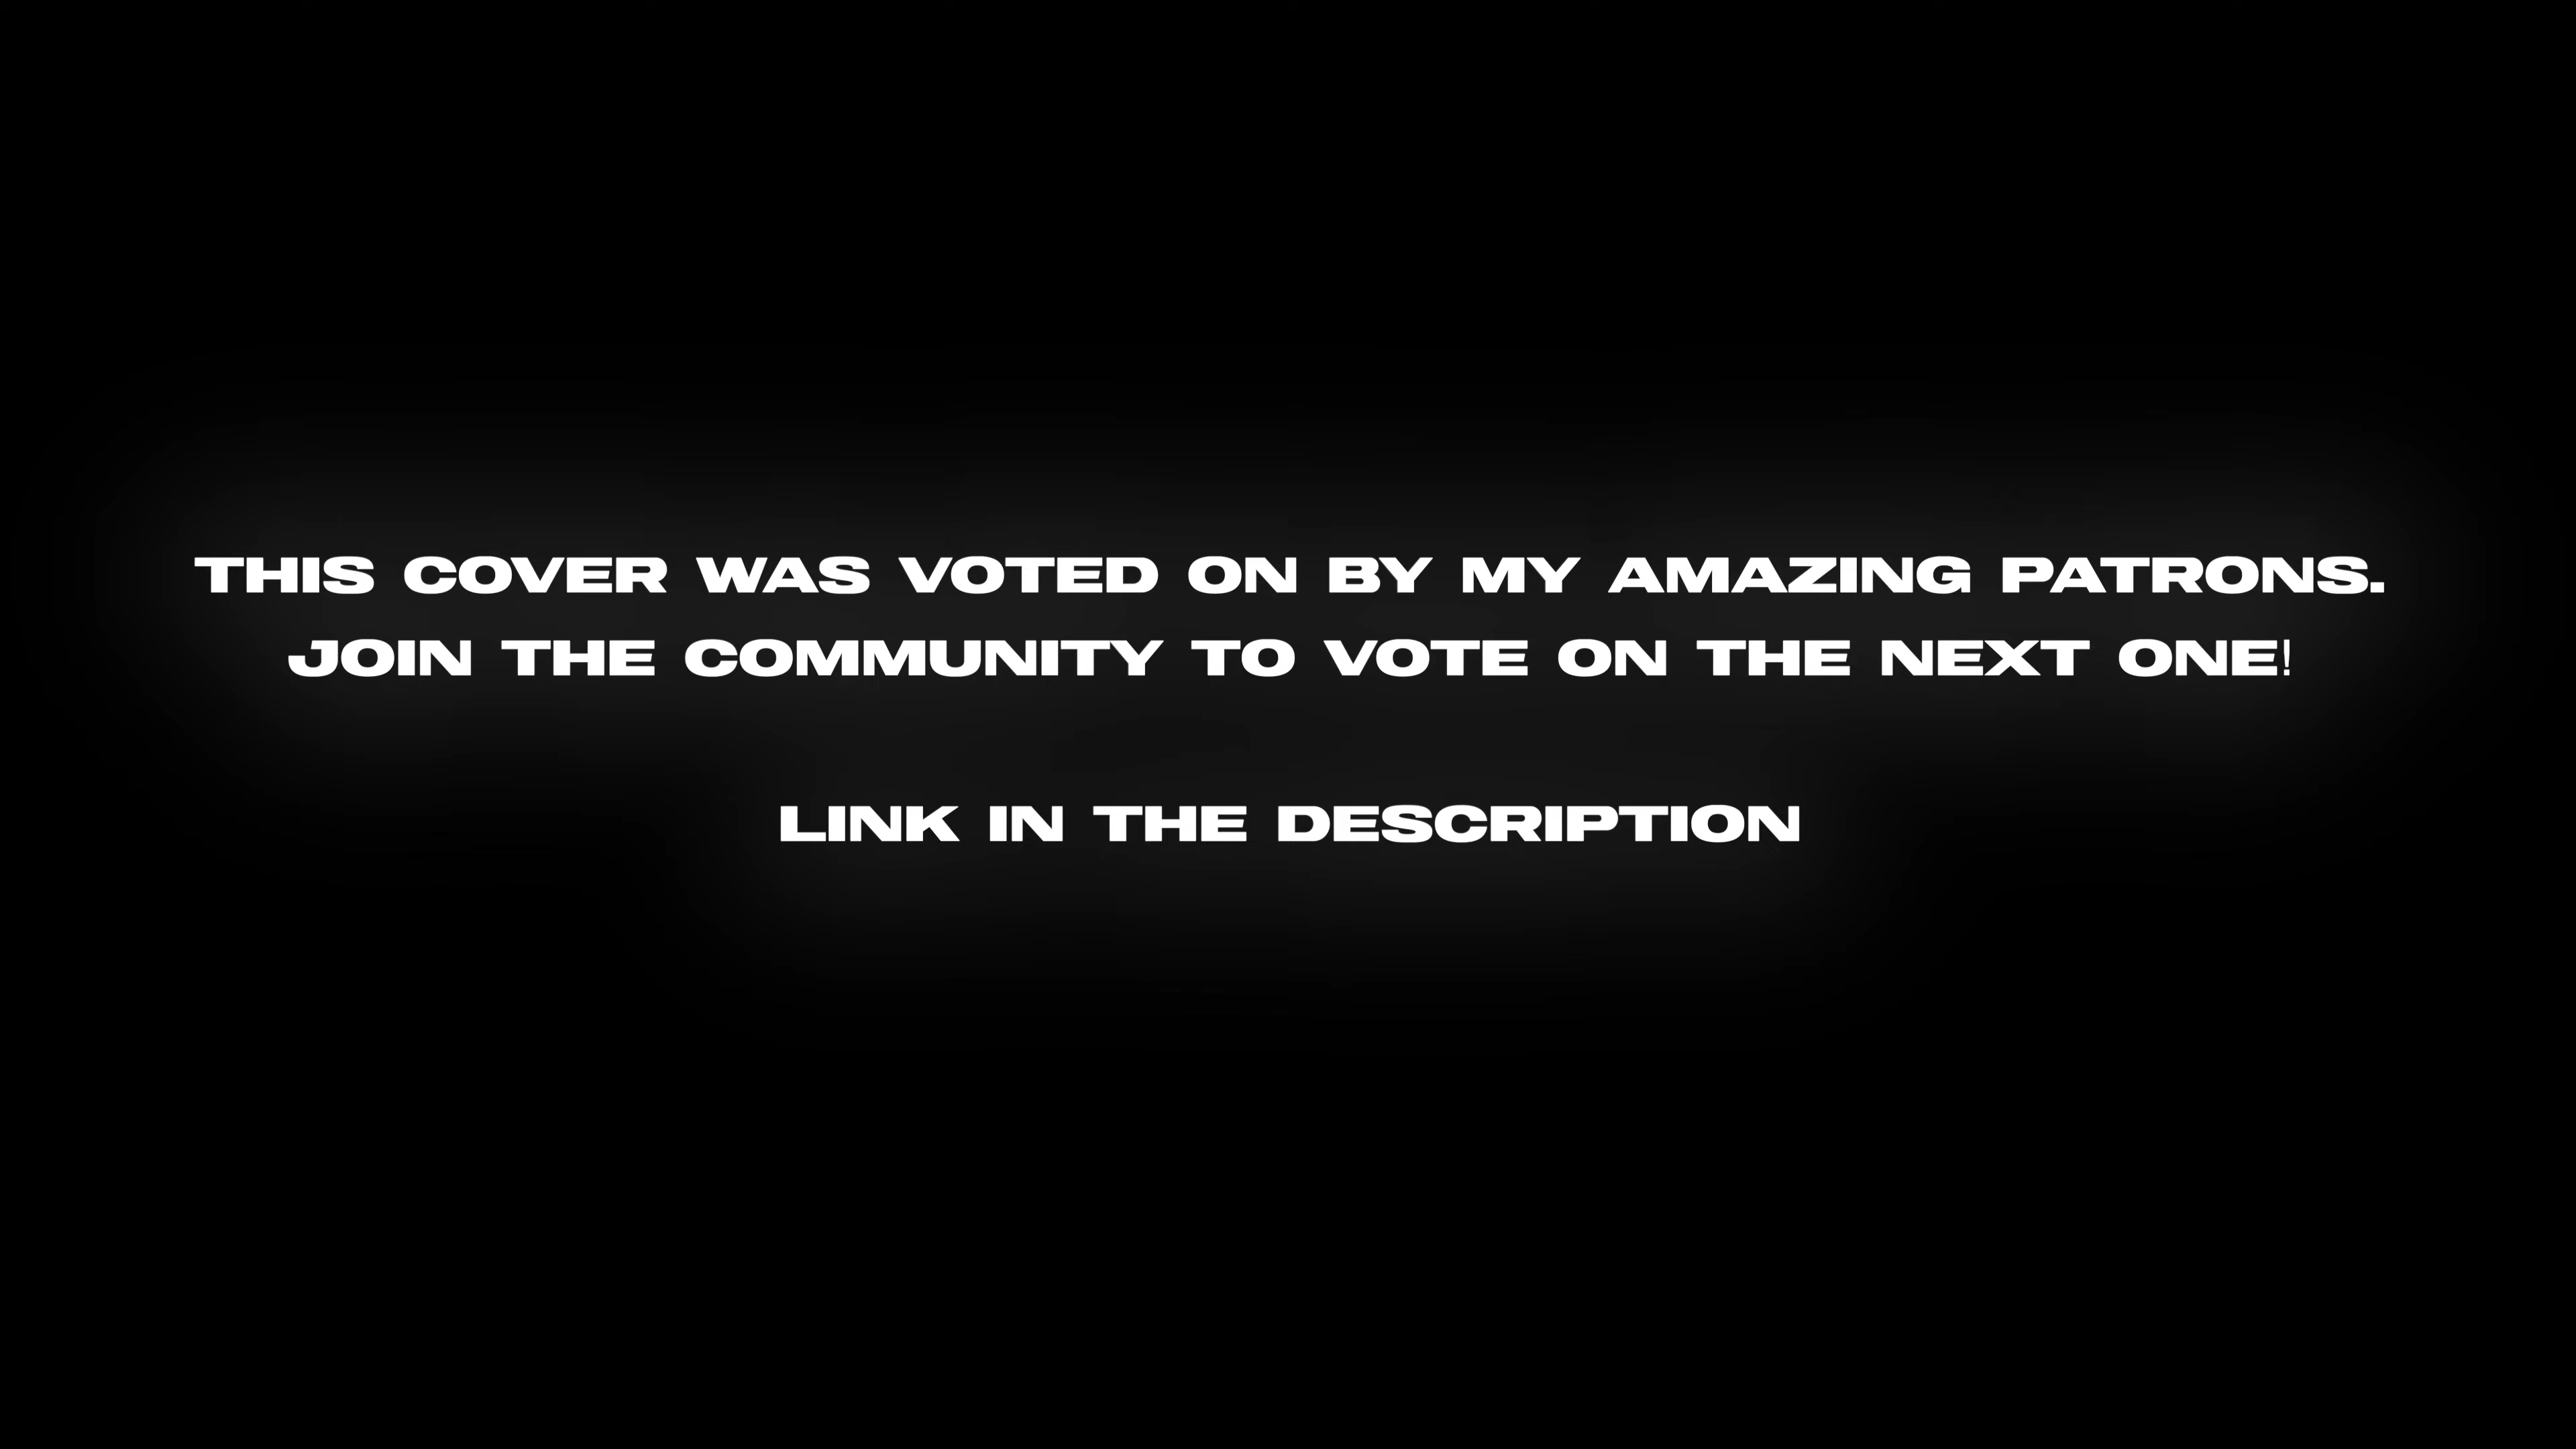 THIS COVER WAS VOTED ON BY MY AMAZING PATRONS.
JOIN THE COMMUNITY TO VOTE ON THE NEXT ONE!
LINK IN THE DESCRIPTION